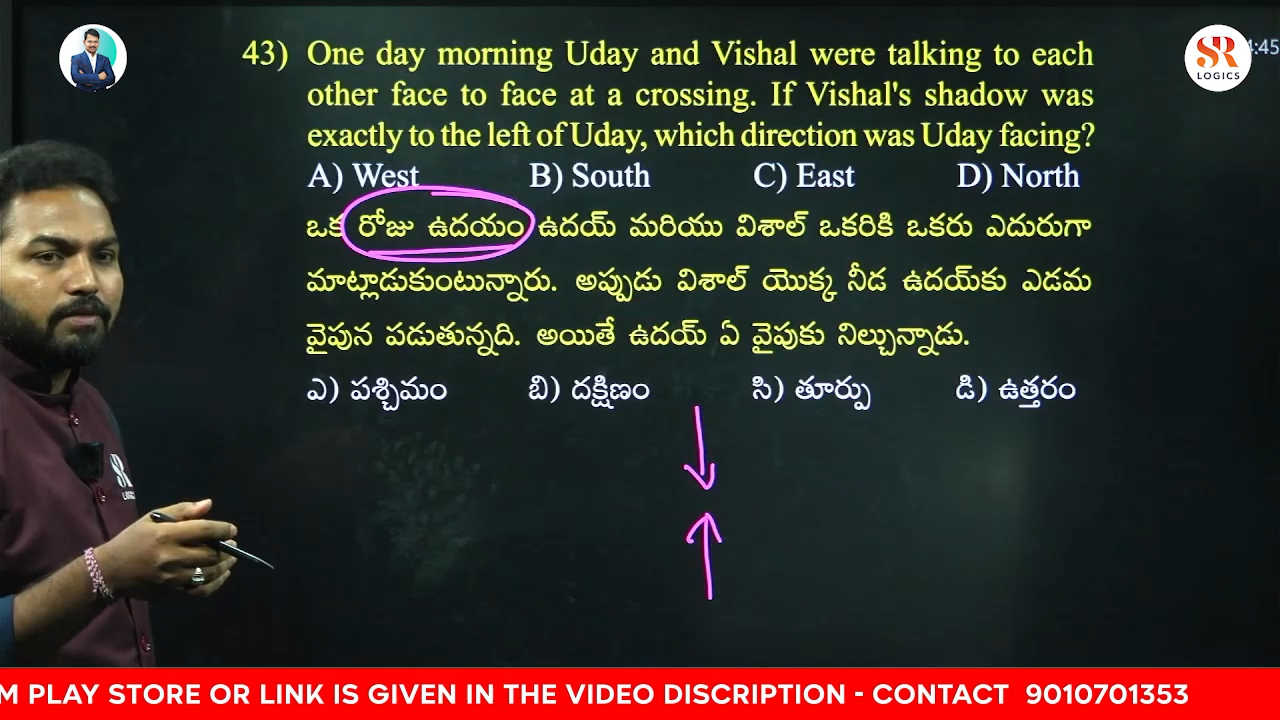 SR
LOGICS
4:45
43) One day morning Uday and Vishal were talking to each
other face to face at a crossing. If Vishal's shadow was
exactly to the left of Uday, which direction was Uday facing?
A) West B) South C) East D) North
ఒక రోజు ఉదయం ఉదయ్ మరియు విశాల్ ఒకరికి ఒకరు ఎదురుగా
మాట్లాడుకుంటున్నారు. అప్పుడు విశాల్ యొక్క నీడ ఉదయ్‌కు ఎడమ
వైపున పడుతున్నది. అయితే ఉదయ్ ఏ వైపుకు నిల్చున్నాడు.
ఎ) పశ్చిమం బి) దక్షిణం సి) తూర్పు డి) ఉత్తరం
M PLAY STORE OR LINK IS GIVEN IN THE VIDEO DISCRIPTION - CONTACT 9010701353